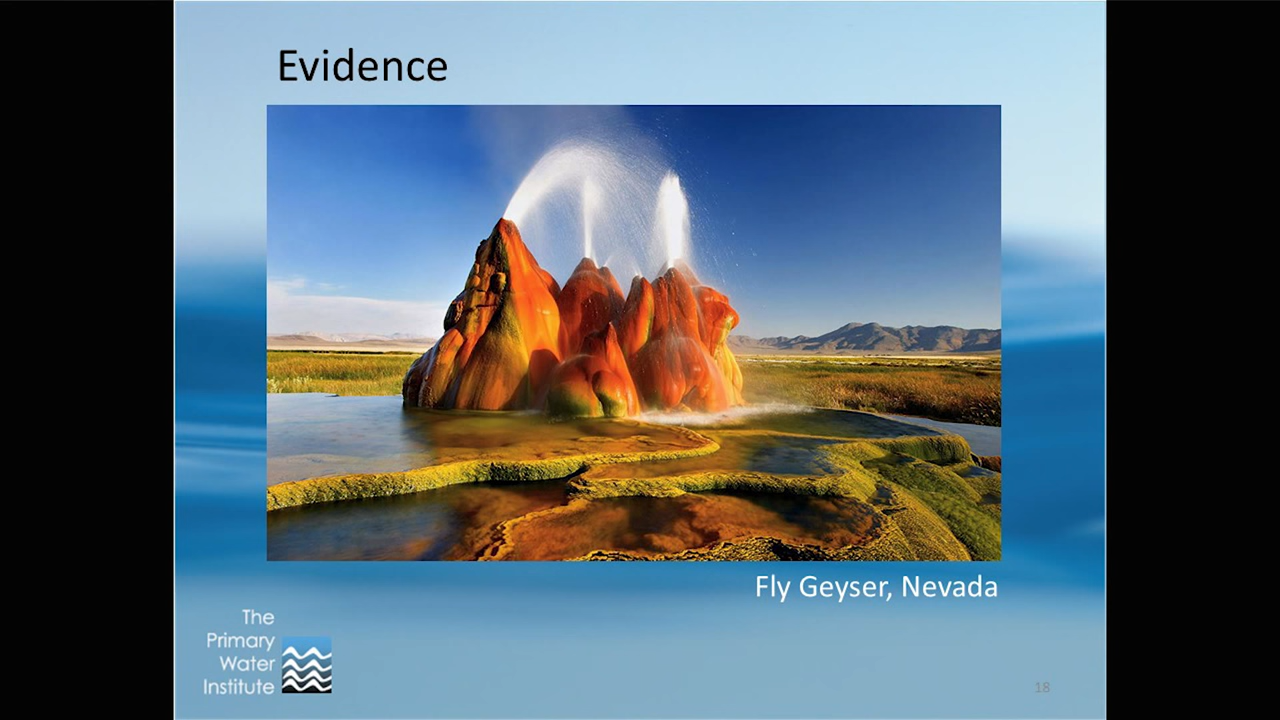 Evidence
Fly Geyser, Nevada
The
Primary
Water
Institute
18